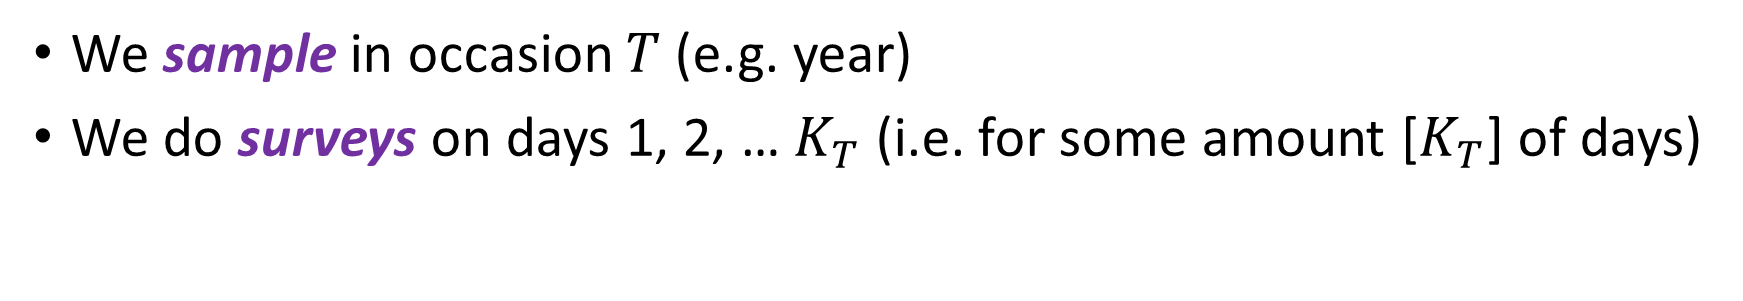 • We sample in occasion T (e.g. year)
• We do surveys on days 1, 2, … K_T (i.e. for some amount [K_T] of days)